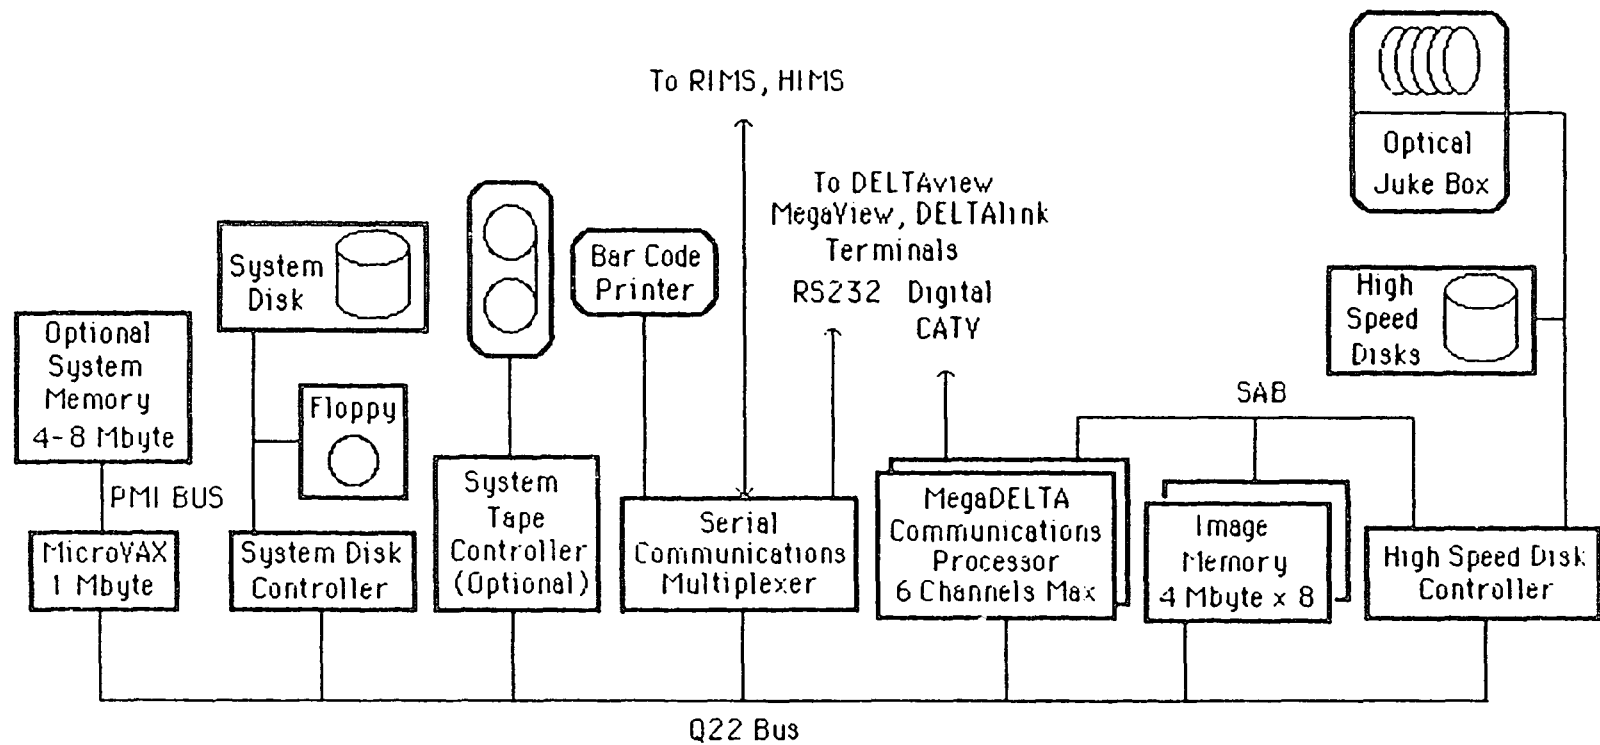 To RIMS, HIMS
Optical
Juke Box
To DELTAview
MegaView, DELTAlink
Terminals
RS232 Digital
CATV
System
Disk
Bar Code
Printer
High
Speed
Disks
Optional
System
Memory
4-8 Mbyte
Floppy
SAB
PMI BUS
MicroVAX
1 Mbyte
System Disk
Controller
System
Tape
Controller
(Optional)
Serial
Communications
Multiplexer
MegaDELTA
Communications
Processor
6 Channels Max
Image
Memory
4 Mbyte x 8
High Speed Disk
Controller
Q22 Bus